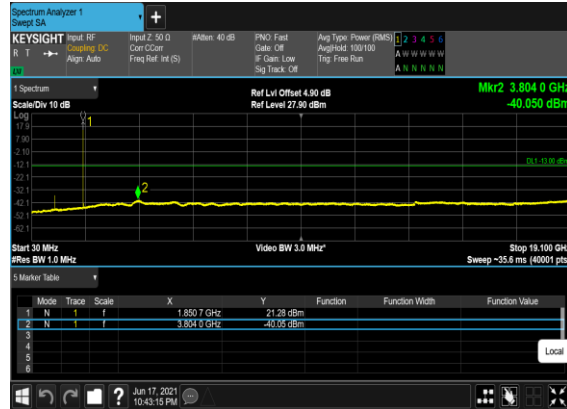 Spectrum Analyzer 1
Swept SA
+
KEYSIGHT Input: RF Input Z: 50 Ω #Atten: 40 dB PNO: Fast Avg Type: Power (RMS) 1 2 3 4 5 6
R T Coupling: DC Corr CCorr Gate: Off Avg|Hold: 100/100 A W W W W W
Align: Auto Freq Ref: Int (S) IF Gain: Low Trig: Free Run
Sig Track: Off A N N N N N
1 Spectrum Ref Lvl Offset 4.90 dB Mkr2 3.804 0 GHz
Scale/Div 10 dB Ref Level 27.90 dBm -40.050 dBm
Log
17.9 1
7.90
-2.10
-12.1 DL1 -13.00 dBm
-22.1
-32.1 2
-42.1
-52.1
-62.1
Start 30 MHz Video BW 3.0 MHz* Stop 19.100 GHz
#Res BW 1.0 MHz Sweep ~35.6 ms (40001 pts)
5 Marker Table
Mode Trace Scale X Y Function Function Width Function Value
1 N 1 f 1.850 7 GHz 21.28 dBm
2 N 1 f 3.804 0 GHz -40.05 dBm
3
4
5
6
Local
? Jun 17, 2021
10:43:15 PM